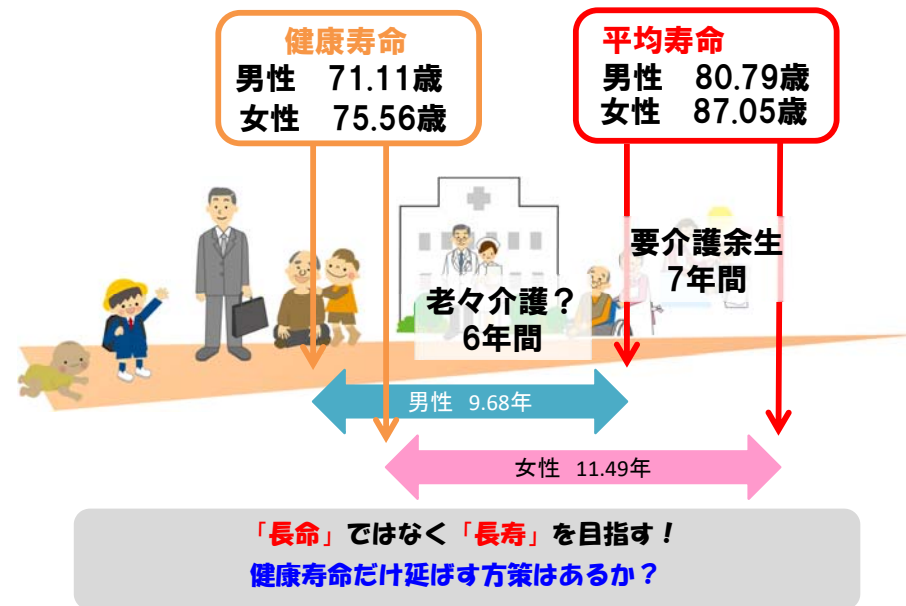 健康寿命
男性 71.11歳
女性 75.56歳
平均寿命
男性 80.79歳
女性 87.05歳
要介護余生
7年間
老々介護？
6年間
男性 9.68年
女性 11.49年
「長命」ではなく「長寿」を目指す！
健康寿命だけ延ばす方策はあるか？